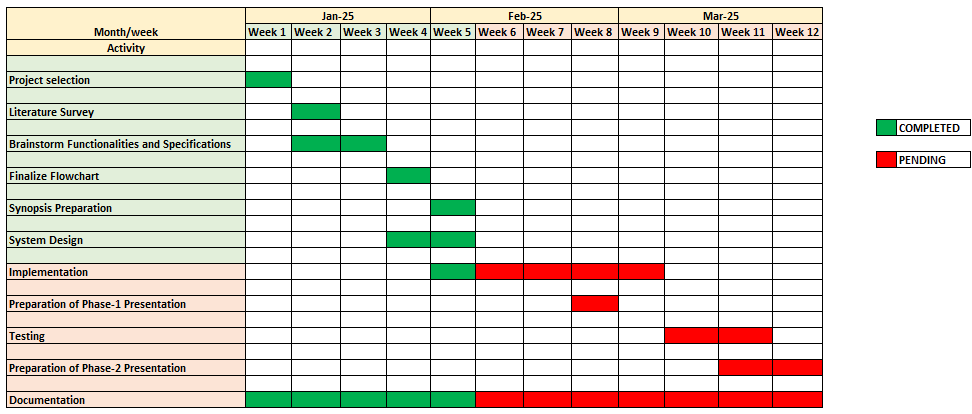 Jan-25 Feb-25 Mar-25
Month/week Week 1 Week 2 Week 3 Week 4 Week 5 Week 6 Week 7 Week 8 Week 9 Week 10 Week 11 Week 12
Activity
Project selection
Literature Survey
COMPLETED
Brainstorm Functionalities and Specifications
PENDING
Finalize Flowchart
Synopsis Preparation
System Design
Implementation
Preparation of Phase-1 Presentation
Testing
Preparation of Phase-2 Presentation
Documentation